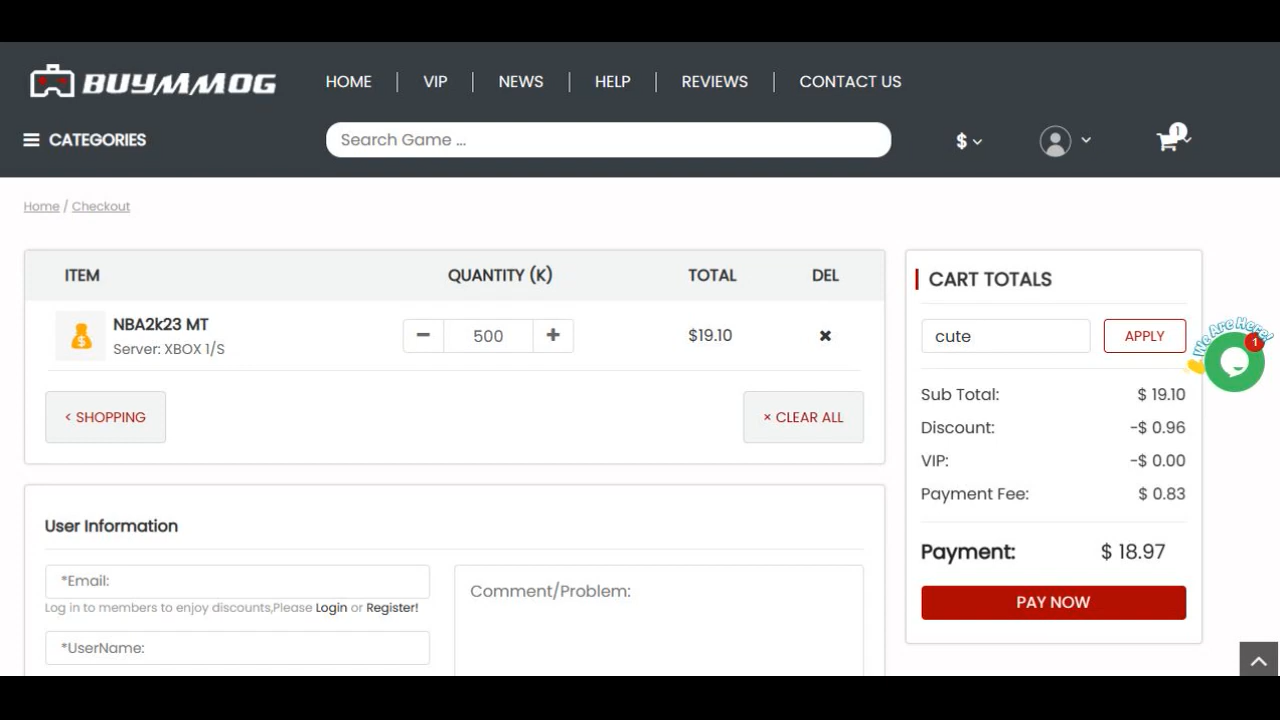 BUYMMOG
HOME VIP NEWS HELP REVIEWS CONTACT US
CATEGORIES
Search Game ...
$
1
Home / Checkout
ITEM QUANTITY (K) TOTAL DEL
NBA2k23 MT
Server: XBOX 1/S
− 500 + $19.10 ×
< SHOPPING
× CLEAR ALL
User Information
*Email:
Log in to members to enjoy discounts,Please Login or Register!
*UserName:
Comment/Problem:
CART TOTALS
cute APPLY
Sub Total: $ 19.10
Discount: -$ 0.96
VIP: -$ 0.00
Payment Fee: $ 0.83
Payment: $ 18.97
PAY NOW
We Are Here!
1